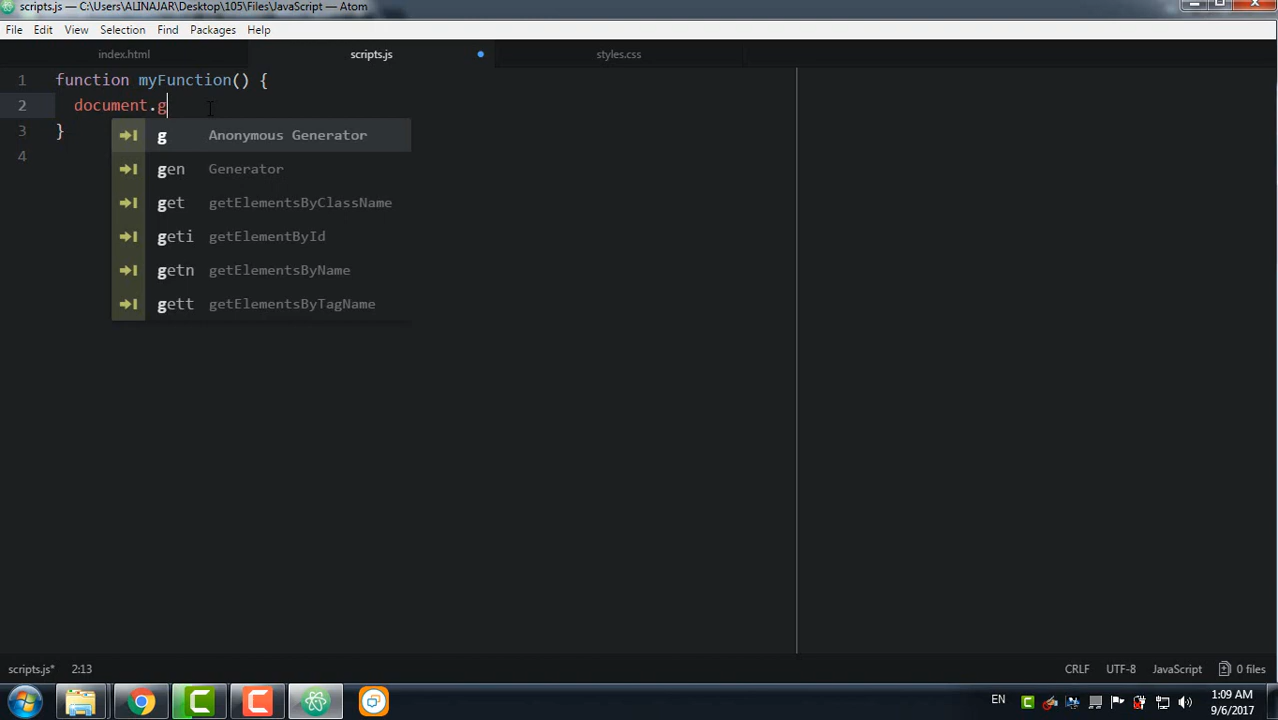 scripts.js — C:\Users\ALINAJAR\Desktop\105\Files\JavaScript — Atom
File Edit View Selection Find Packages Help
index.html scripts.js styles.css
1 function myFunction() {
2 document.g
3 }
4
g Anonymous Generator
gen Generator
get getElementsByClassName
geti getElementById
getn getElementsByName
gett getElementsByTagName
scripts.js* 2:13 CRLF UTF-8 JavaScript 0 files
EN 1:09 AM
9/6/2017